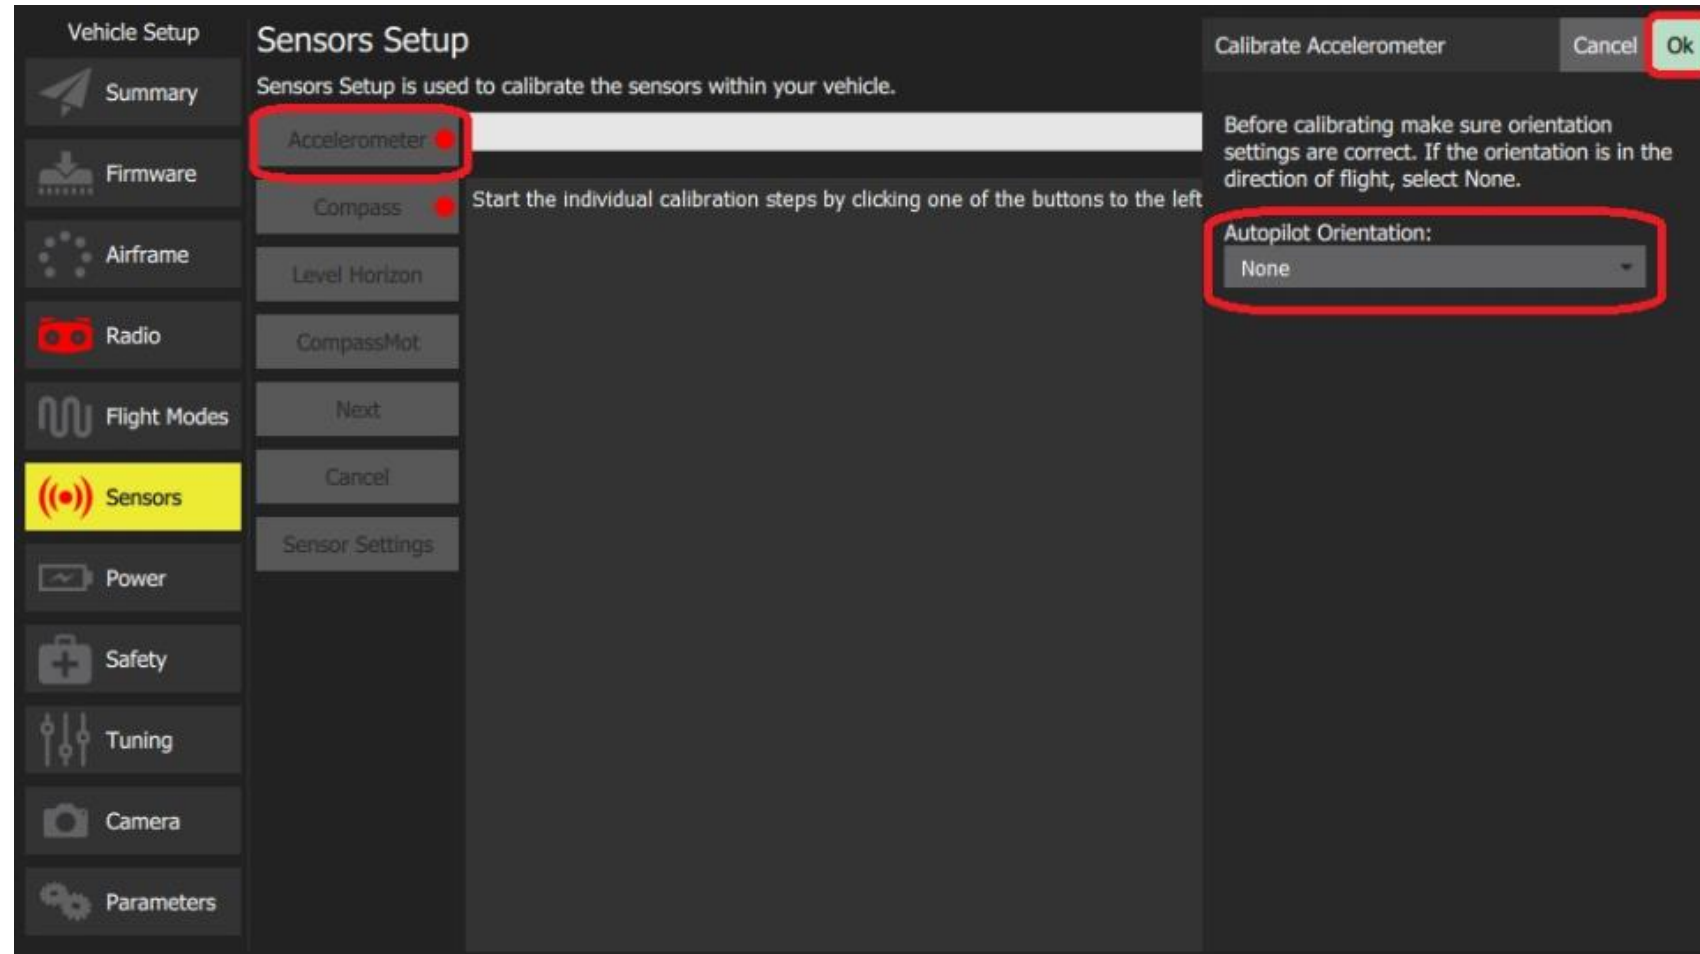 Vehicle Setup
Summary
Firmware
Airframe
Radio
Flight Modes
Sensors
Power
Safety
Tuning
Camera
Parameters
Sensors Setup
Sensors Setup is used to calibrate the sensors within your vehicle.
Accelerometer
Compass
Level Horizon
CompassMot
Next
Cancel
Sensor Settings
Start the individual calibration steps by clicking one of the buttons to the left
Calibrate Accelerometer
Cancel
Ok
Before calibrating make sure orientation
settings are correct. If the orientation is in the
direction of flight, select None.
Autopilot Orientation:
None